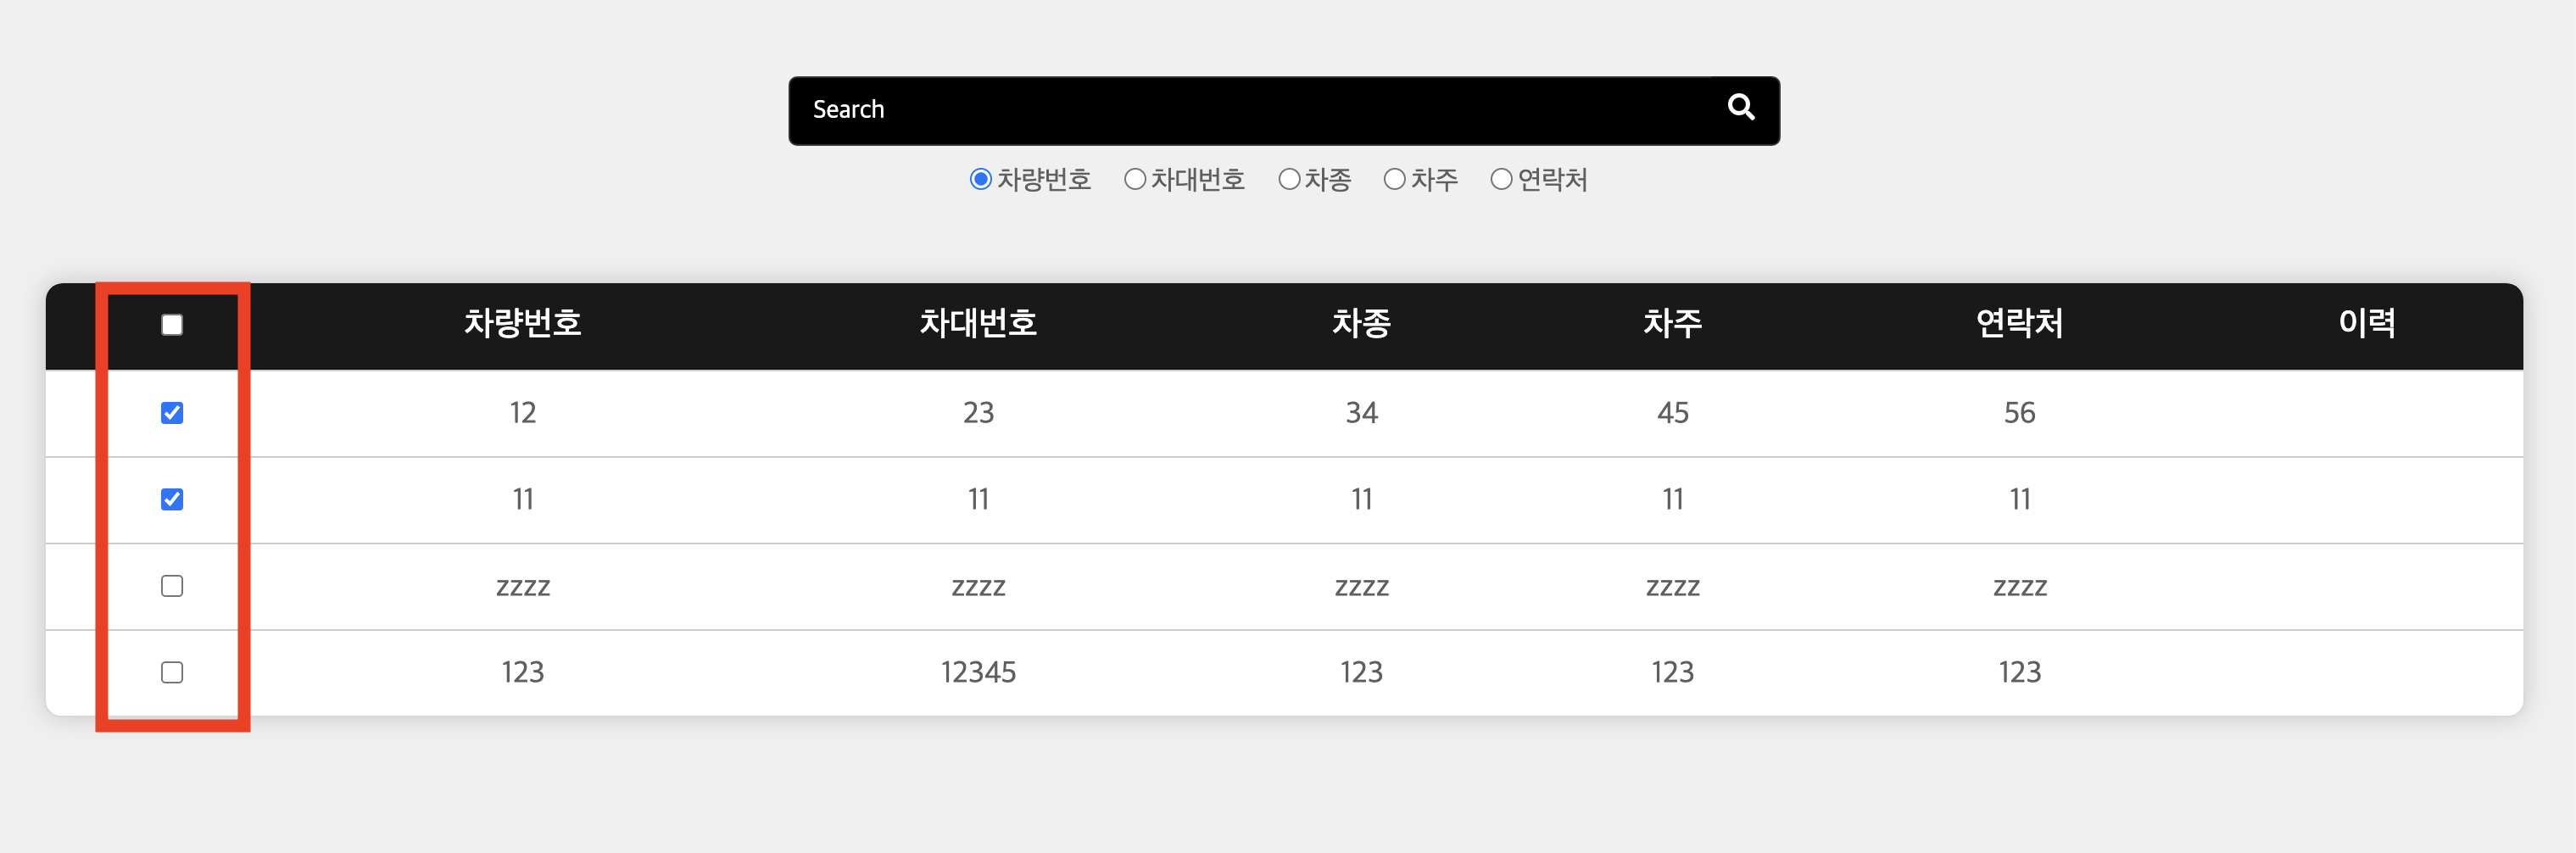 Search
차량번호 차대번호 차종 차주 연락처
차량번호 차대번호 차종 차주 연락처 이력
12 23 34 45 56
11 11 11 11 11
zzzz zzzz zzzz zzzz zzzz
123 12345 123 123 123